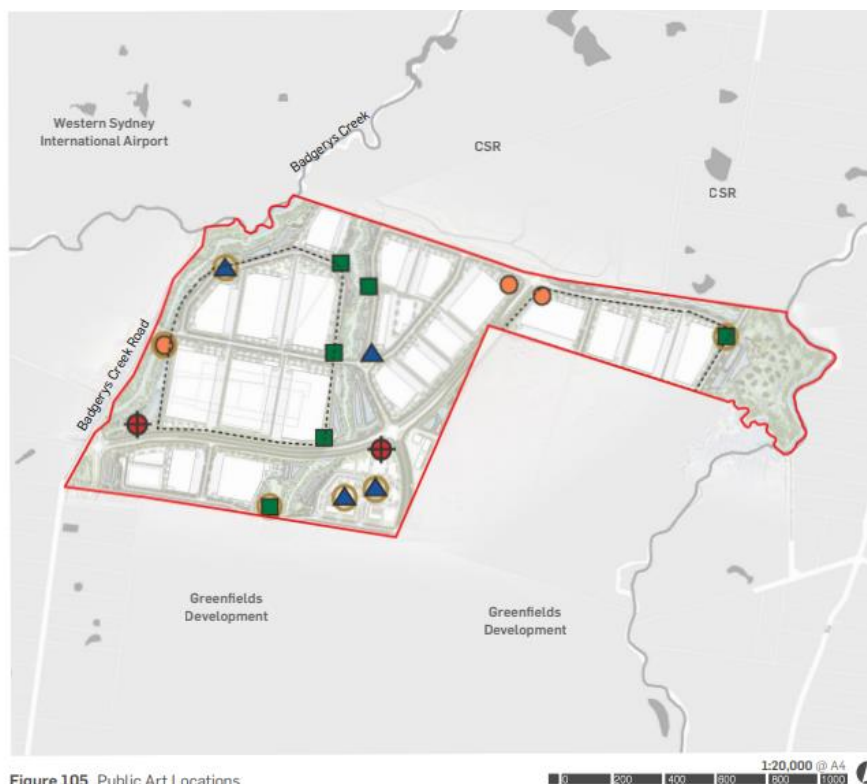 Western Sydney
International Airport
Badgerys Creek
CSR
CSR
Badgerys Creek Road
Greenfields
Development
Greenfields
Development
1:20,000 @ A4
Figure 105 Public Art Locations
0 200 400 600 800 1000